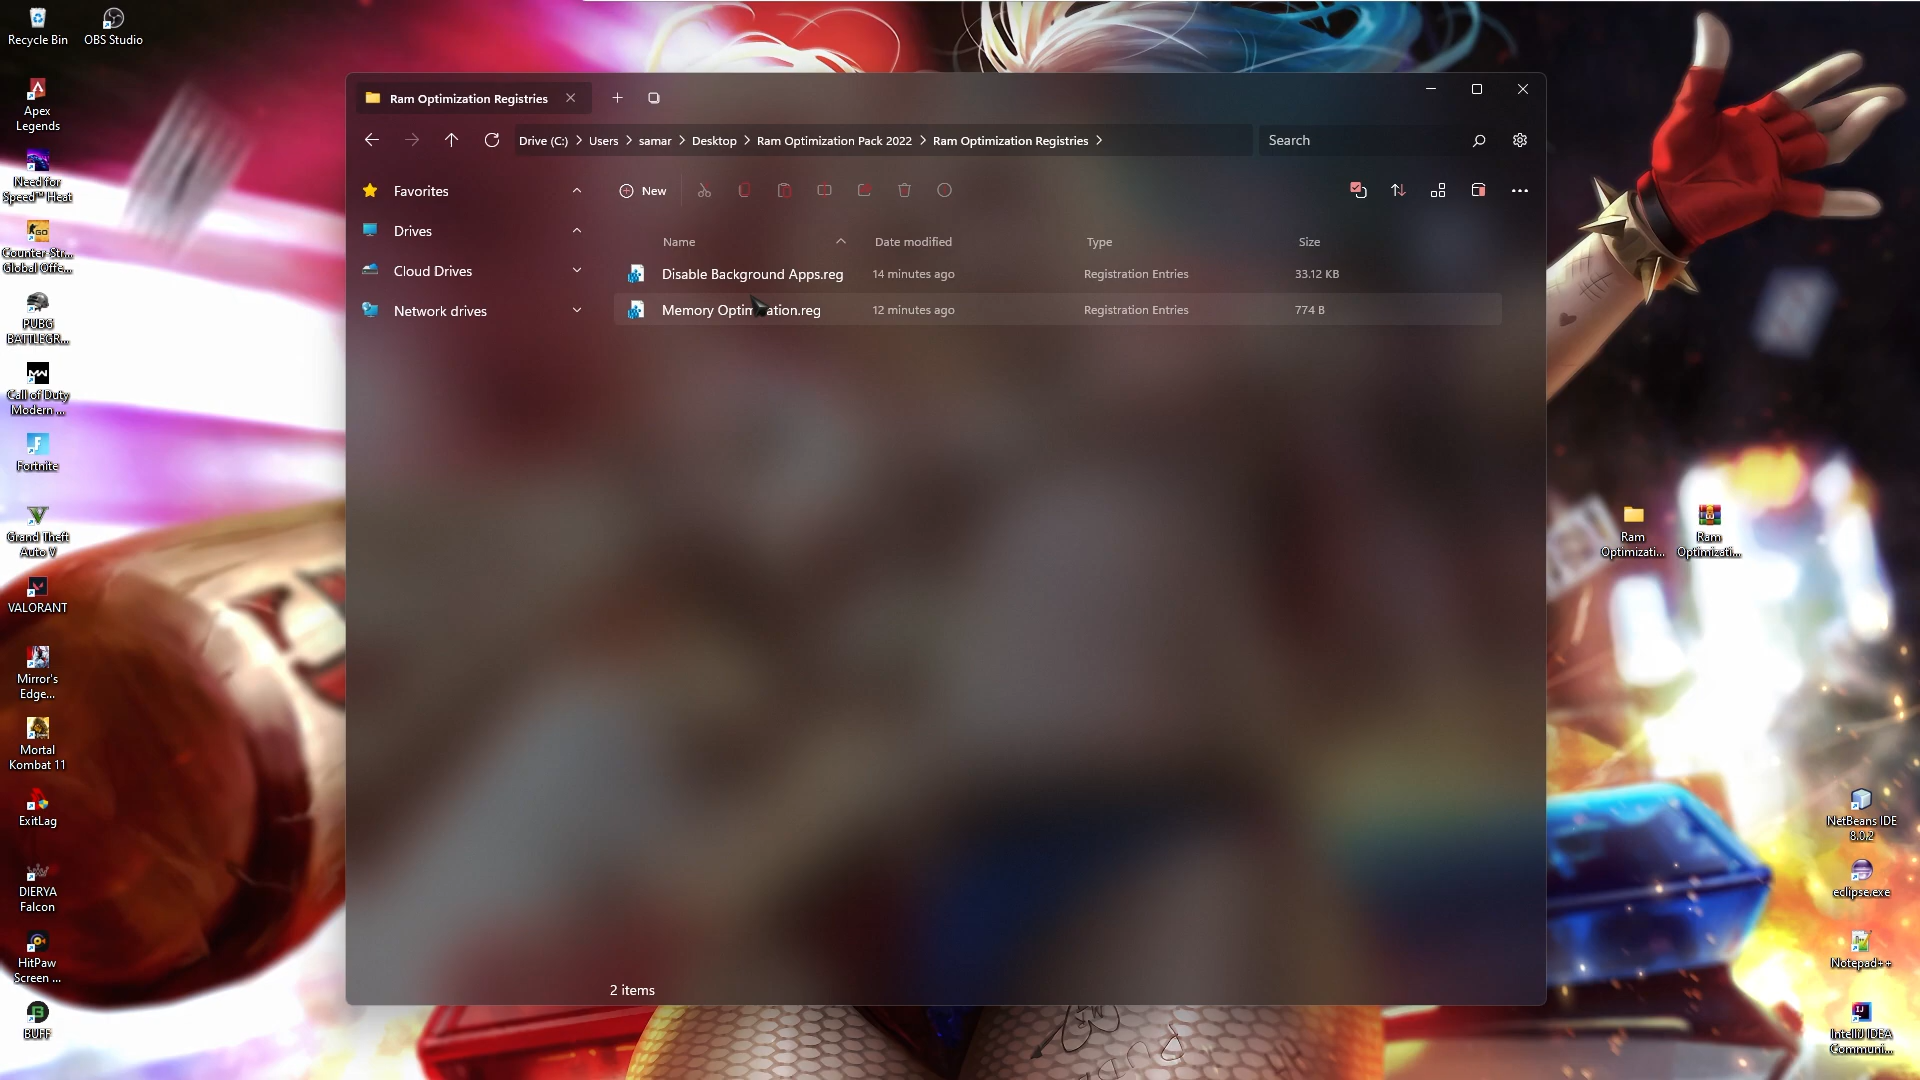 Recycle Bin
OBS Studio
Apex
Legends
Need for
Speed™ Heat
Counter-Str...
Global Offe...
PUBG
BATTLEGR...
Call of Duty
Modern ...
Fortnite
Grand Theft
Auto V
VALORANT
Mirror's
Edge...
Mortal
Kombat 11
ExitLag
DIERYA
Falcon
HitPaw
Screen ...
BUFF
Ram Optimization Registries
Drive (C:) > Users > samar > Desktop > Ram Optimization Pack 2022 > Ram Optimization Registries >
Search
Favorites
Drives
Cloud Drives
Network drives
New
Name Date modified Type Size
Disable Background Apps.reg 14 minutes ago Registration Entries 33.12 KB
Memory Optimization.reg 12 minutes ago Registration Entries 774 B
2 items
Ram
Optimizati...
Ram
Optimizati...
NetBeans IDE
8.0.2
eclipse.exe
Notepad++
IntelliJ IDEA
Communi...